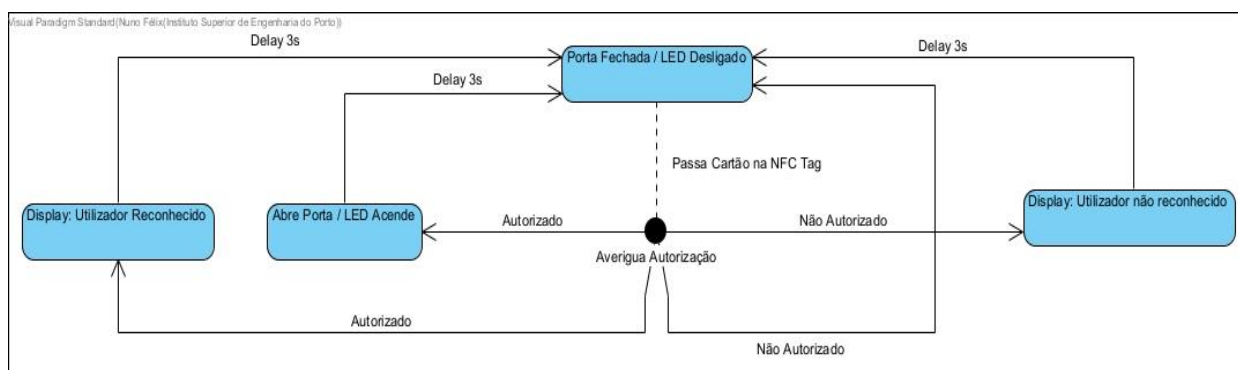 Visual Paradigm Standard(Nuno Félix(Instituto Superior de Engenharia do Porto))
Delay 3s
Porta Fechada / LED Desligado
Delay 3s
Delay 3s
Passa Cartão na NFC Tag
Display: Utilizador Reconhecido
Abre Porta / LED Acende
Autorizado
Não Autorizado
Display: Utilizador não reconhecido
Averigua Autorização
Autorizado
Não Autorizado